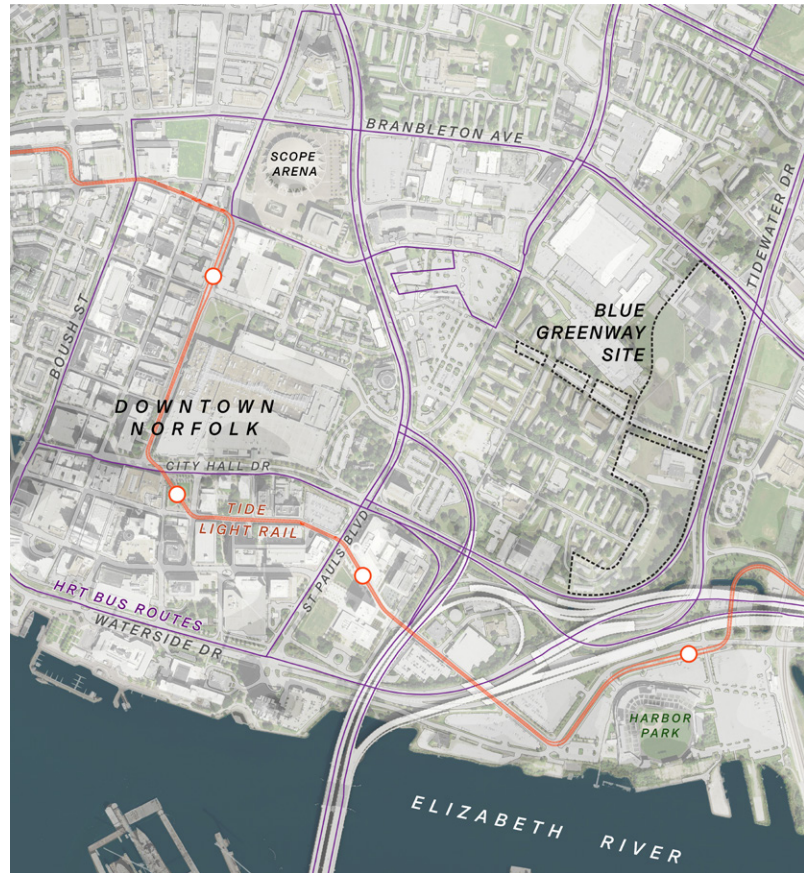 BRANBLETON AVE
SCOPE
ARENA
TIDEWATER DR
BOUSH ST
BLUE
GREENWAY
SITE
DOWNTOWN
NORFOLK
CITY HALL DR
TIDE
LIGHT RAIL
ST PAULS BLVD
HRT BUS ROUTES
WATERSIDE DR
HARBOR
PARK
ELIZABETH RIVER